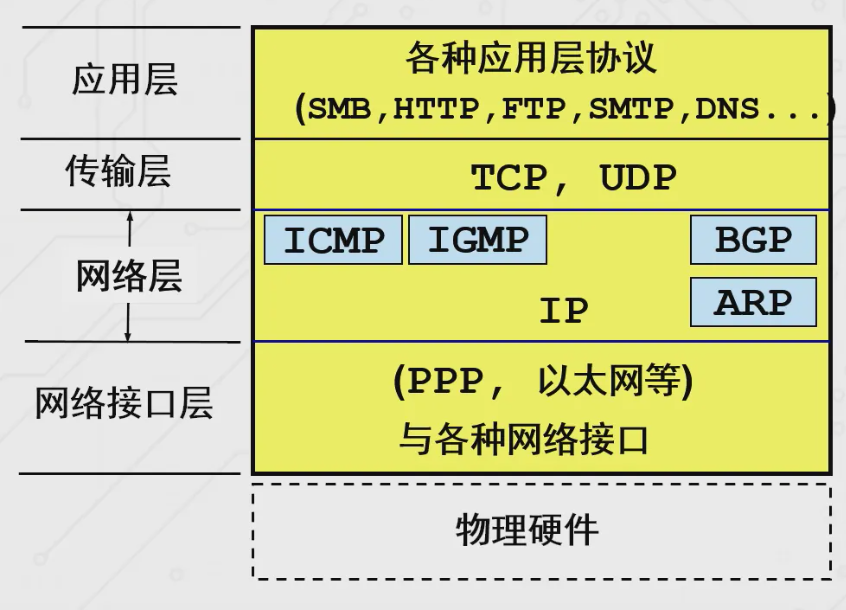 应用层
各种应用层协议
(SMB,HTTP,FTP,SMTP,DNS...)
传输层
TCP, UDP
网络层
ICMP
IGMP
BGP
IP
ARP
网络接口层
(PPP, 以太网等)
与各种网络接口
物理硬件